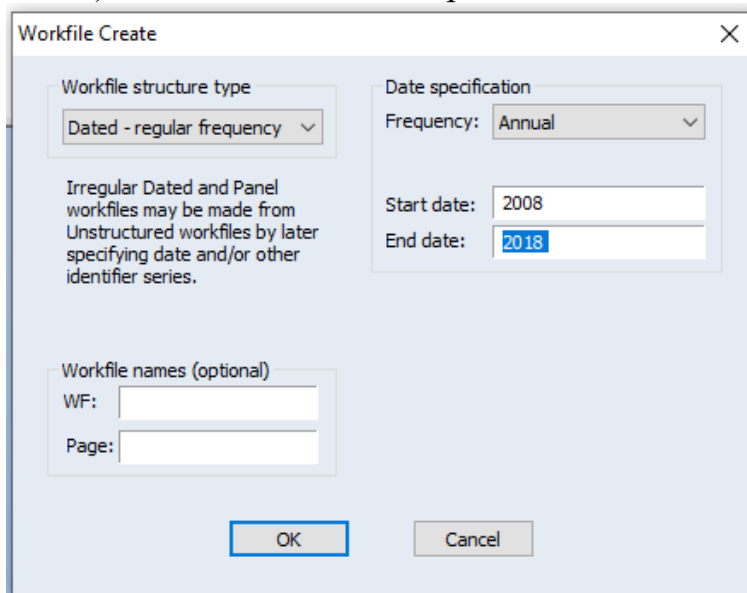 Workfile Create
Workfile structure type
Dated - regular frequency
Irregular Dated and Panel
workfiles may be made from
Unstructured workfiles by later
specifying date and/or other
identifier series.
Date specification
Frequency: Annual
Start date: 2008
End date: 2018
Workfile names (optional)
WF:
Page:
OK Cancel